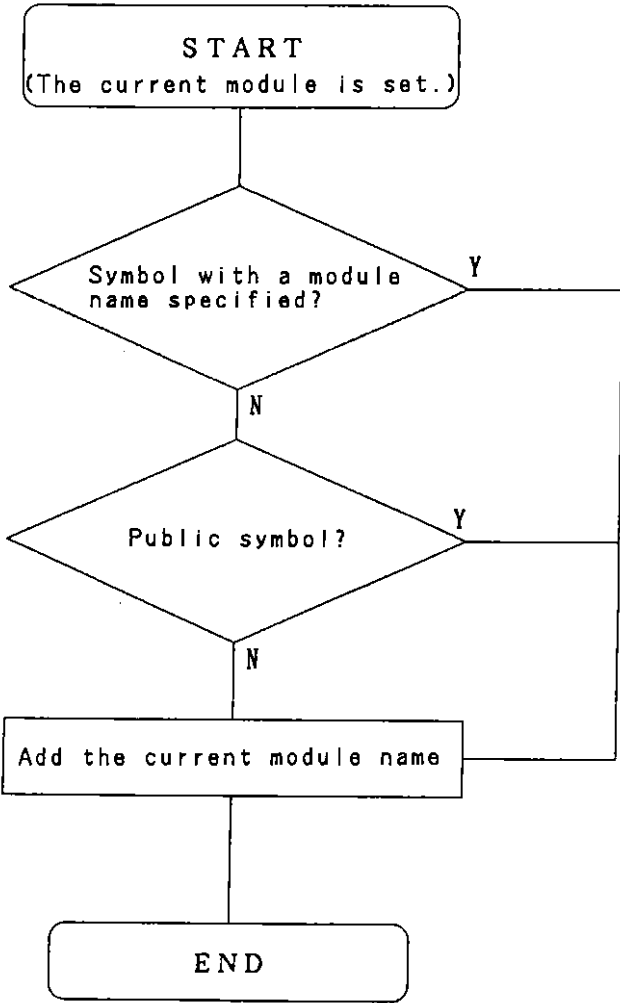 START
(The current module is set.)
Symbol with a module
name specified?
Y
N
Public symbol?
Y
N
Add the current module name
END